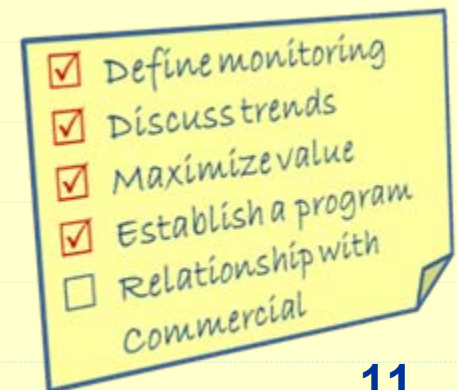 Define monitoring
Discuss trends
Maximize value
Establish a program
Relationship with
Commercial
11